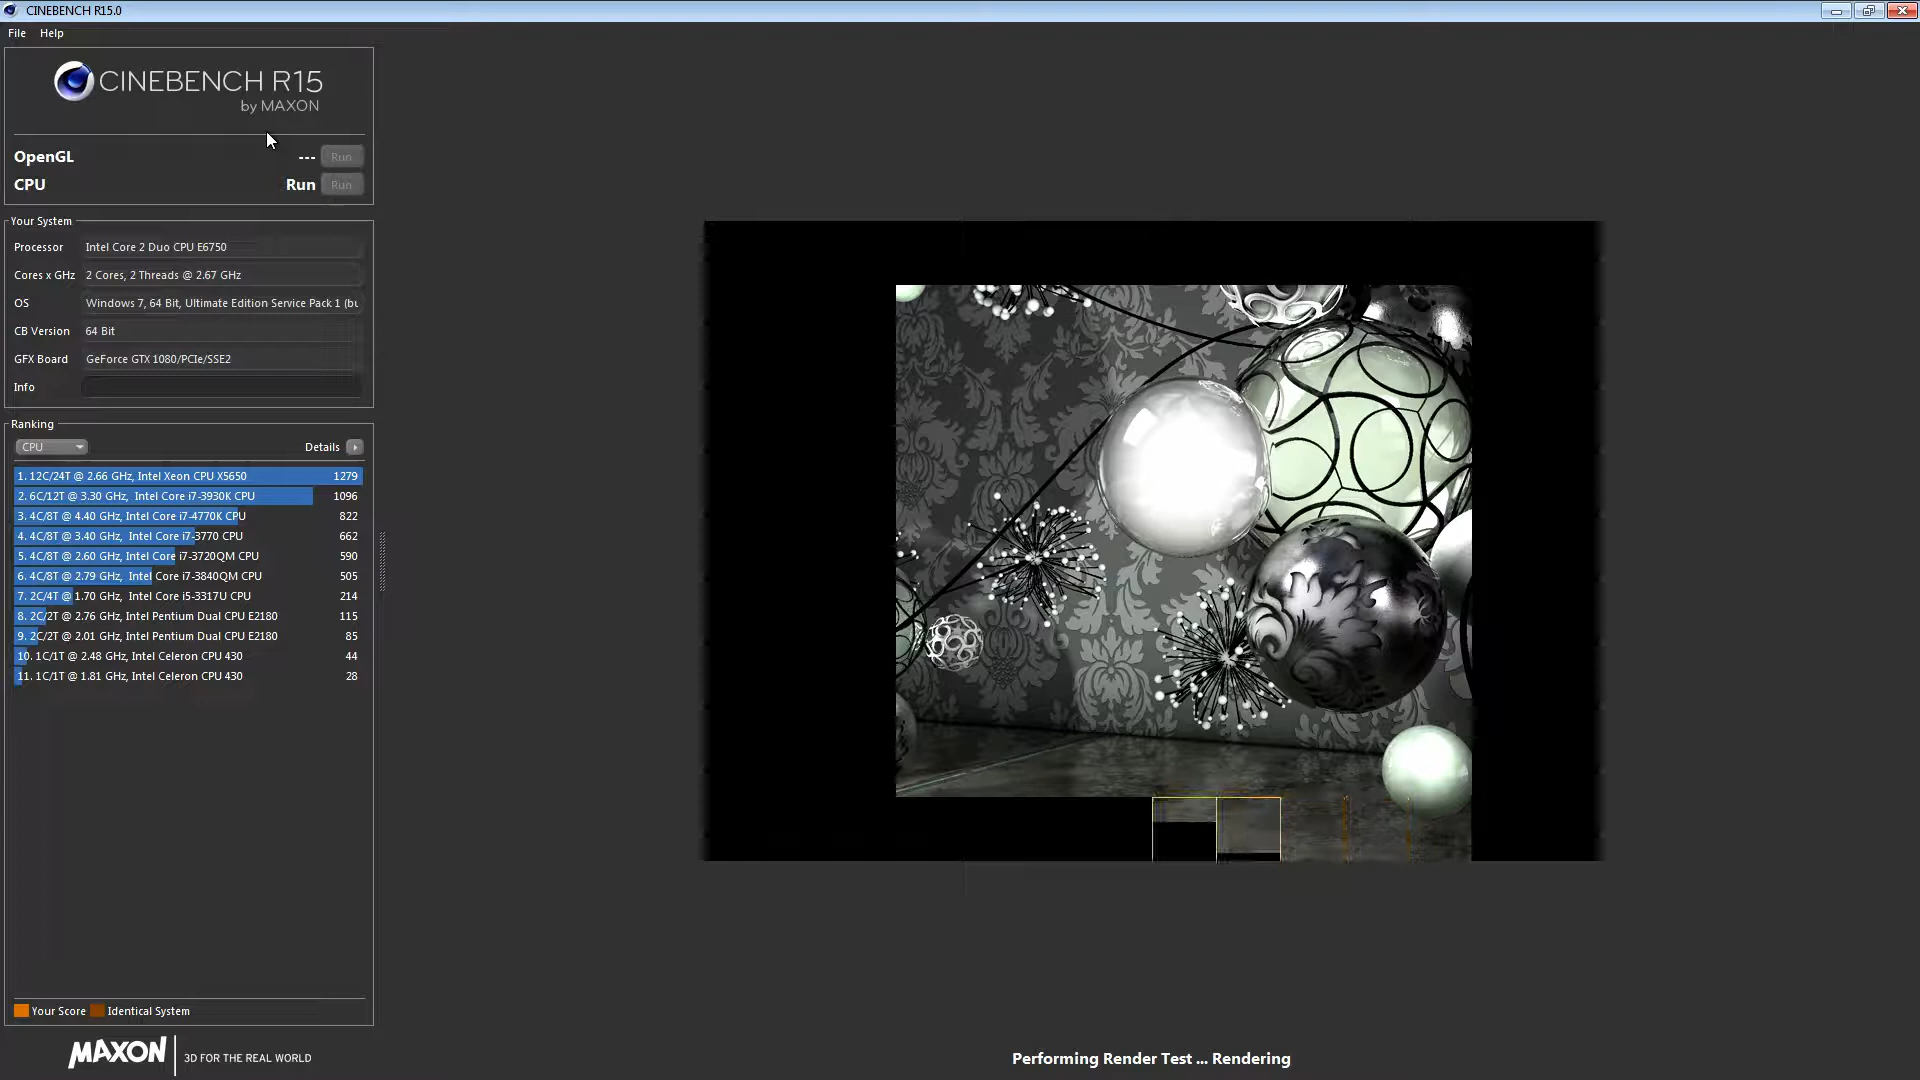 CINEBENCH R15.0
File Help
CINEBENCH R15
by MAXON
OpenGL --- Run
CPU Run Run
Your System
Processor Intel Core 2 Duo CPU E6750
Cores x GHz 2 Cores, 2 Threads @ 2.67 GHz
OS Windows 7, 64 Bit, Ultimate Edition Service Pack 1 (bu
CB Version 64 Bit
GFX Board GeForce GTX 1080/PCIe/SSE2
Info
Ranking
CPU Details
1. 12C/24T @ 2.66 GHz, Intel Xeon CPU X5650 1279
2. 6C/12T @ 3.30 GHz, Intel Core i7-3930K CPU 1096
3. 4C/8T @ 4.40 GHz, Intel Core i7-4770K CPU 822
4. 4C/8T @ 3.40 GHz, Intel Core i7-3770 CPU 662
5. 4C/8T @ 2.60 GHz, Intel Core i7-3720QM CPU 590
6. 4C/8T @ 2.79 GHz, Intel Core i7-3840QM CPU 505
7. 2C/4T @ 1.70 GHz, Intel Core i5-3317U CPU 214
8. 2C/2T @ 2.76 GHz, Intel Pentium Dual CPU E2180 115
9. 2C/2T @ 2.01 GHz, Intel Pentium Dual CPU E2180 85
10. 1C/1T @ 2.48 GHz, Intel Celeron CPU 430 44
11. 1C/1T @ 1.81 GHz, Intel Celeron CPU 430 28
Your Score Identical System
MAXON 3D FOR THE REAL WORLD
Performing Render Test ... Rendering